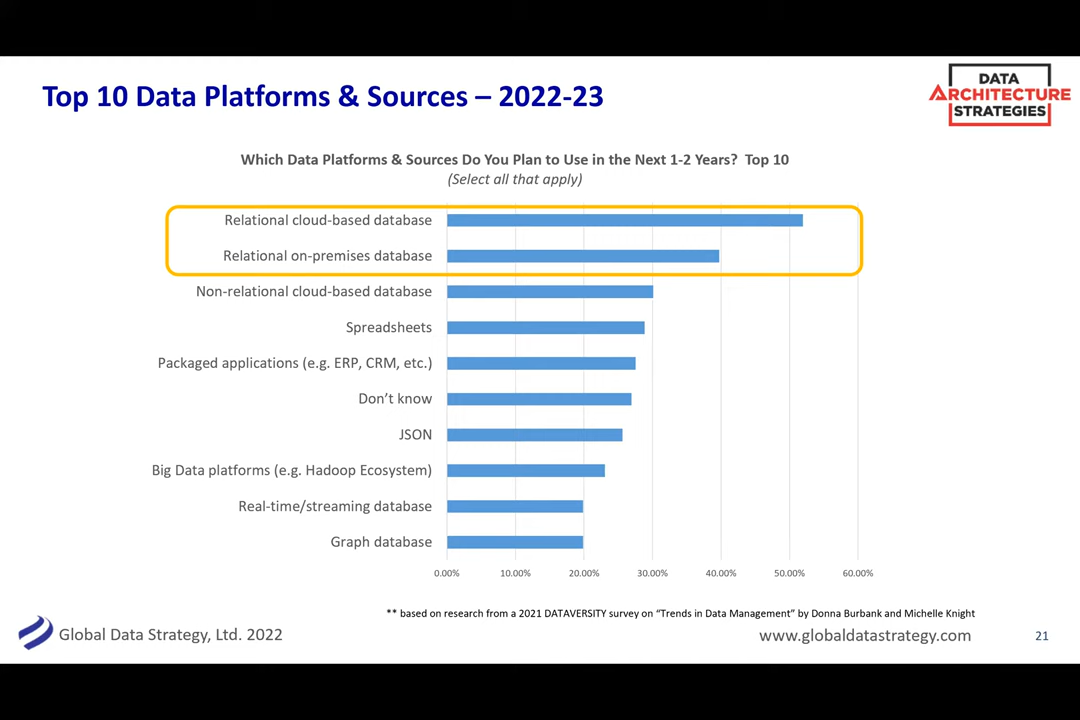 Top 10 Data Platforms & Sources – 2022-23
DATA
ARCHITECTURE
STRATEGIES
Which Data Platforms & Sources Do You Plan to Use in the Next 1-2 Years?  Top 10
(Select all that apply)
Relational cloud-based database
Relational on-premises database
Non-relational cloud-based database
Spreadsheets
Packaged applications (e.g. ERP, CRM, etc.)
Don't know
JSON
Big Data platforms (e.g. Hadoop Ecosystem)
Real-time/streaming database
Graph database
0.00% 10.00% 20.00% 30.00% 40.00% 50.00% 60.00%
** based on research from a 2021 DATAVERSITY survey on "Trends in Data Management" by Donna Burbank and Michelle Knight
Global Data Strategy, Ltd. 2022
www.globaldatastrategy.com
21